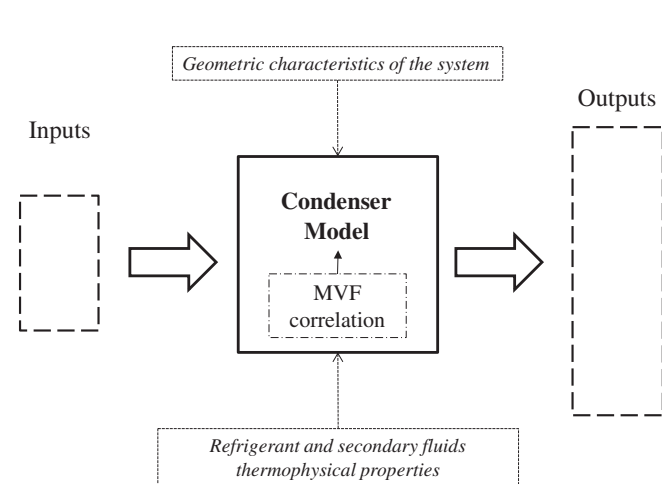 Geometric characteristics of the system
Outputs
Inputs
Condenser
Model
MVF
correlation
Refrigerant and secondary fluids
thermophysical properties